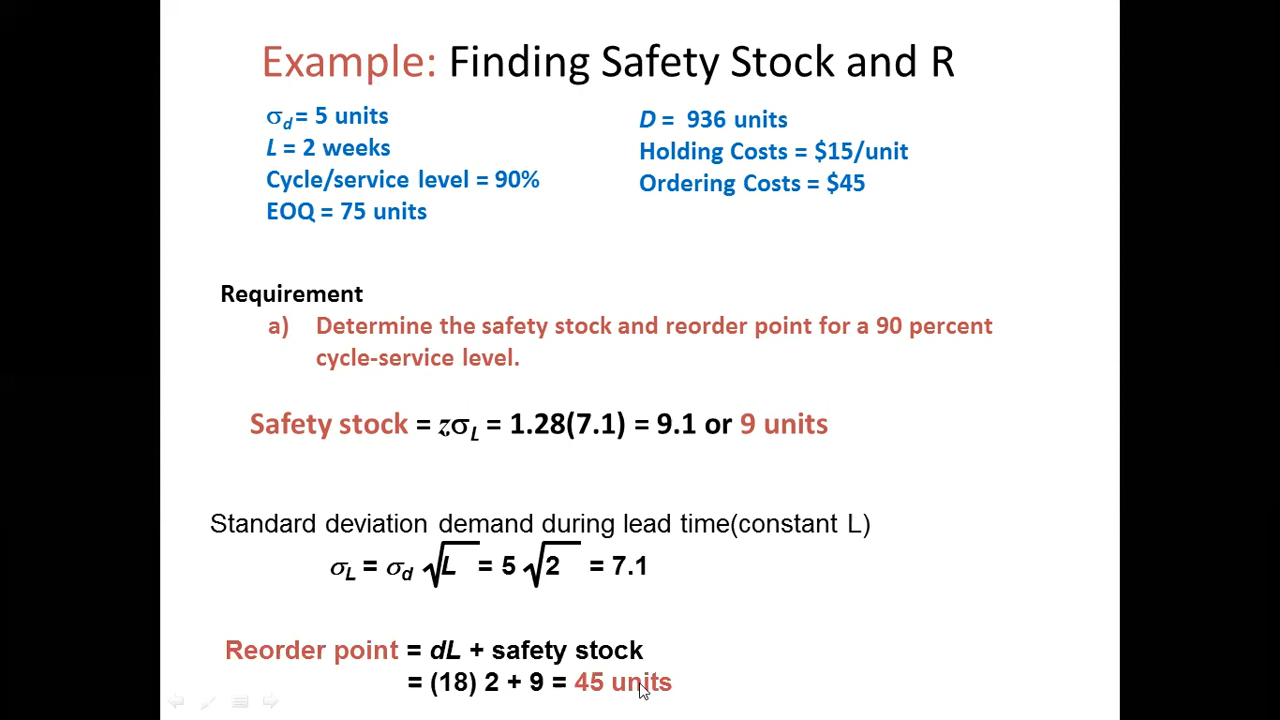 Example: Finding Safety Stock and R
σd = 5 units
L = 2 weeks
Cycle/service level = 90%
EOQ = 75 units
D = 936 units
Holding Costs = $15/unit
Ordering Costs = $45
Requirement
a) Determine the safety stock and reorder point for a 90 percent
cycle-service level.
Safety stock = zσL = 1.28(7.1) = 9.1 or 9 units
Standard deviation demand during lead time(constant L)
σL = σd √L = 5 √2 = 7.1
Reorder point = dL + safety stock
= (18) 2 + 9 = 45 units